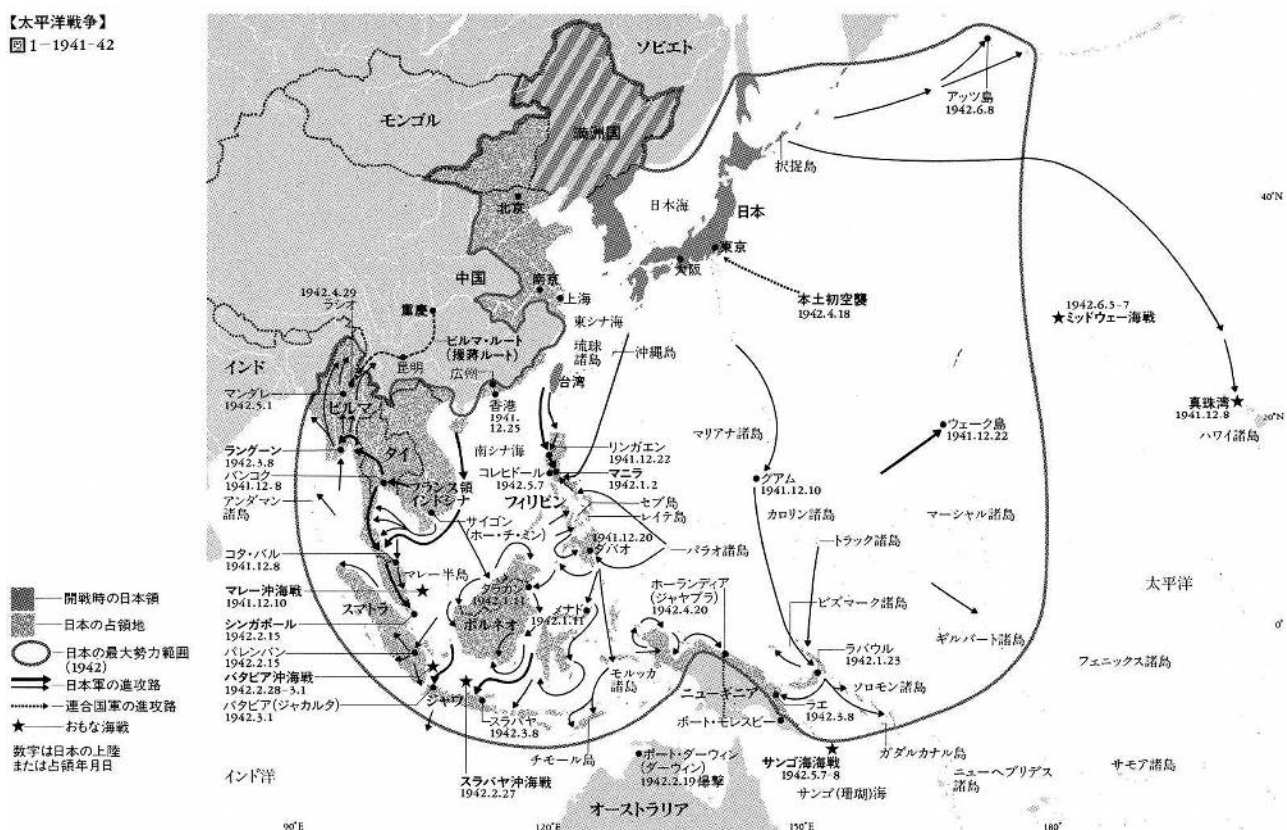 【太平洋戦争】
図1-1941-42
ソビエト
モンゴル
満洲国
アッツ島
1942.6.8
択捉島
40°N
北京
日本海
日本
東京
大阪
中国
南京
上海
本土初空襲
1942.4.18
1942.4.29
ラシオ
重慶
東シナ海
1942.6.5-7
ミッドウェー海戦
ビルマ・ルート
(援蔣ルート)
琉球
諸島
沖縄島
インド
昆明
広州
台湾
マンダレ
1942.5.1
ビルマ
香港
1941.
12.25
真珠湾
1941.12.8
20°N
ハワイ諸島
ラングーン
1942.3.8
タイ
南シナ海
リンガエン
1941.12.22
マリアナ諸島
ウェーク島
1941.12.22
バンコク
1941.12.8
コレヒドール
1942.5.7
マニラ
1942.1.2
グアム
1941.12.10
フランス領
インドシナ
アンダマン
諸島
フィリピン
セブ島
レイテ島
カロリン諸島
マーシャル諸島
サイゴン
(ホー・チ・ミン)
1941.12.20
ダバオ
パラオ諸島
トラック諸島
コタ・バル
1941.12.8
マレー半島
太平洋
開戦時の日本領
マレー沖海戦
1941.12.10
スマトラ
タラカン
1942.1.11
ホーランディア
(ジャヤプラ)
1942.4.20
ビズマーク諸島
日本の占領地
シンガポール
1942.2.15
ボルネオ
メナド
1942.1.11
ギルバート諸島
0°
日本の最大勢力範囲
(1942)
パレンバン
1942.2.15
ラバウル
1942.1.23
フェニックス諸島
日本軍の進攻路
バタビア沖海戦
1942.2.28-3.1
モルッカ
諸島
ニューギニア
ソロモン諸島
連合国軍の進攻路
バタビア(ジャカルタ)
1942.3.1
ジャワ
ラエ
1942.3.8
おもな海戦
スラバヤ
1942.3.8
ポート・モレスビー
数字は日本の上陸
または占領年月日
チモール島
ガダルカナル島
インド洋
スラバヤ沖海戦
1942.2.27
ポート・ダーウィン
(ダーウィン)
1942.2.19爆撃
サンゴ海海戦
1942.5.7-8
サンゴ(珊瑚)海
ニューヘブリデス
諸島
サモア諸島
オーストラリア
90°E
120°E
150°E
180°